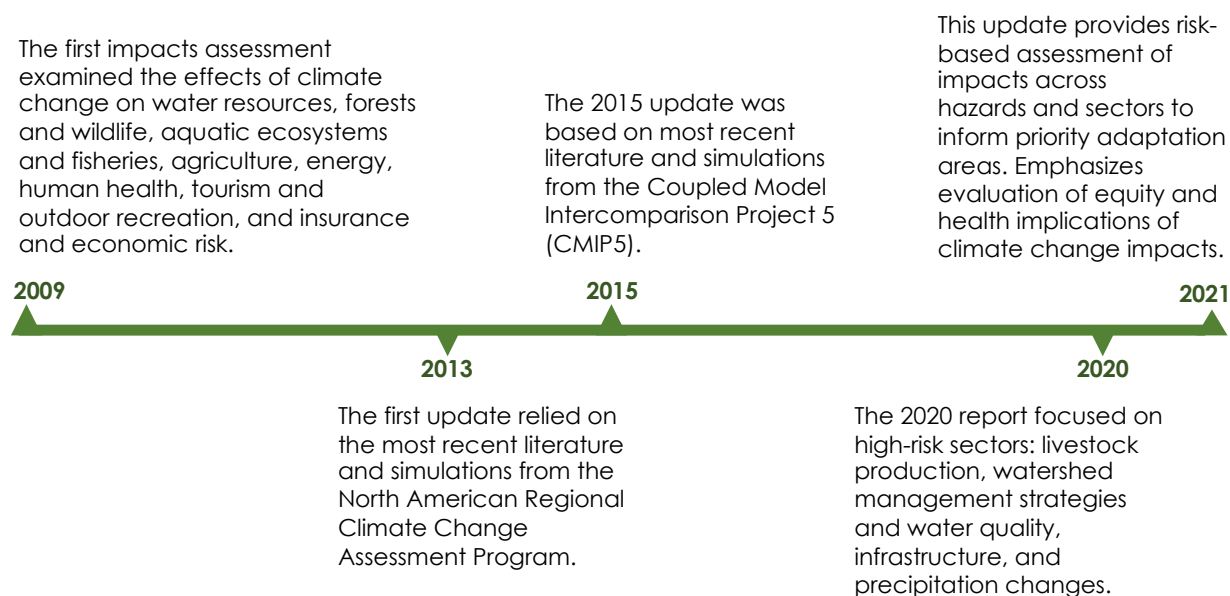 The first impacts assessment
examined the effects of climate
change on water resources, forests
and wildlife, aquatic ecosystems
and fisheries, agriculture, energy,
human health, tourism and
outdoor recreation, and insurance
and economic risk.
2009
The 2015 update was
based on most recent
literature and simulations
from the Coupled Model
Intercomparison Project 5
(CMIP5).
2015
This update provides risk-
based assessment of
impacts across
hazards and sectors to
inform priority adaptation
areas. Emphasizes
evaluation of equity and
health implications of
climate change impacts.
2021
2013
The first update relied on
the most recent literature
and simulations from the
North American Regional
Climate Change
Assessment Program.
2020
The 2020 report focused on
high-risk sectors: livestock
production, watershed
management strategies
and water quality,
infrastructure, and
precipitation changes.